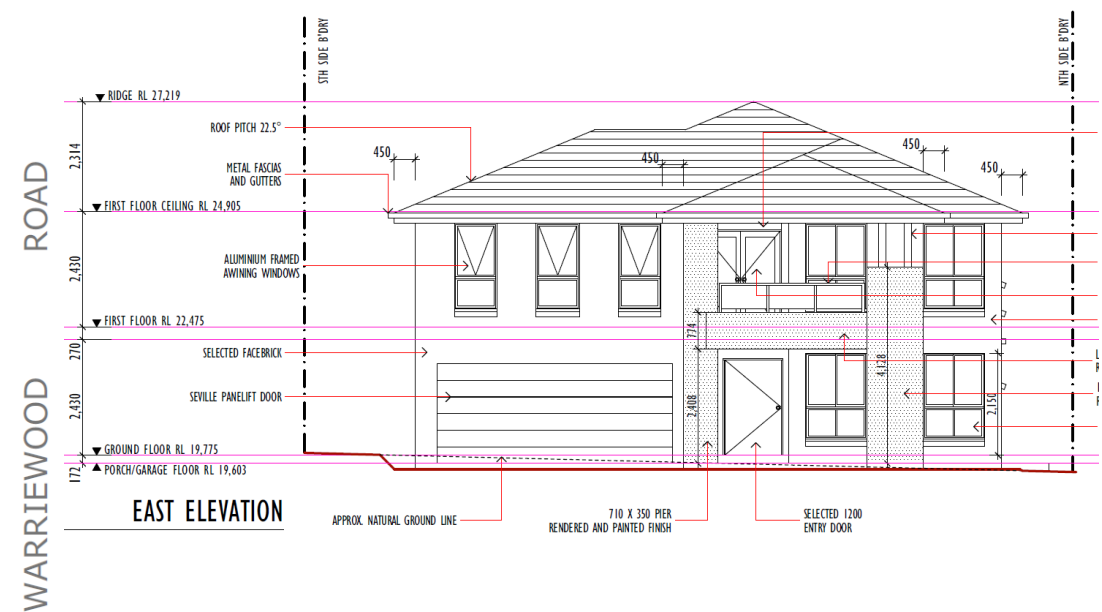 STH SIDE B'DRY
NTH SIDE B'DRY
RIDGE RL 27,219
ROOF PITCH 22.5°
2,314
450
450
450
450
METAL FASCIAS
AND GUTTERS
FIRST FLOOR CEILING RL 24,905
2,430
ALUMINIUM FRAMED
AWINING WINDOWS
FIRST FLOOR RL 22,475
270
774
SELECTED FACEBRICK
4,128
2,430
SEVILLE PANELIFT DOOR
2,408
2,150
GROUND FLOOR RL 19,775
172
PORCH/GARAGE FLOOR RL 19,603
EAST ELEVATION
APPROX. NATURAL GROUND LINE
710 X 350 PIER
RENDERED AND PAINTED FINISH
SELECTED 1200
ENTRY DOOR
WARRIEWOOD ROAD